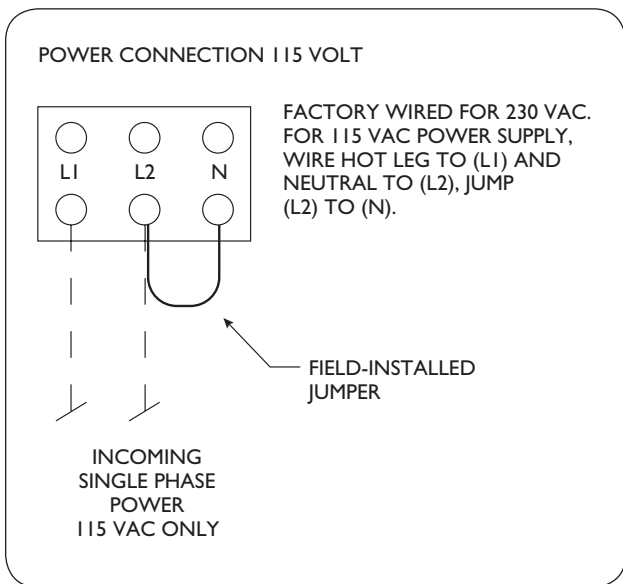 POWER CONNECTION 115 VOLT
FACTORY WIRED FOR 230 VAC.
FOR 115 VAC POWER SUPPLY,
WIRE HOT LEG TO (L1) AND
NEUTRAL TO (L2), JUMP
(L2) TO (N).
L1 L2 N
FIELD-INSTALLED
JUMPER
INCOMING
SINGLE PHASE
POWER
115 VAC ONLY